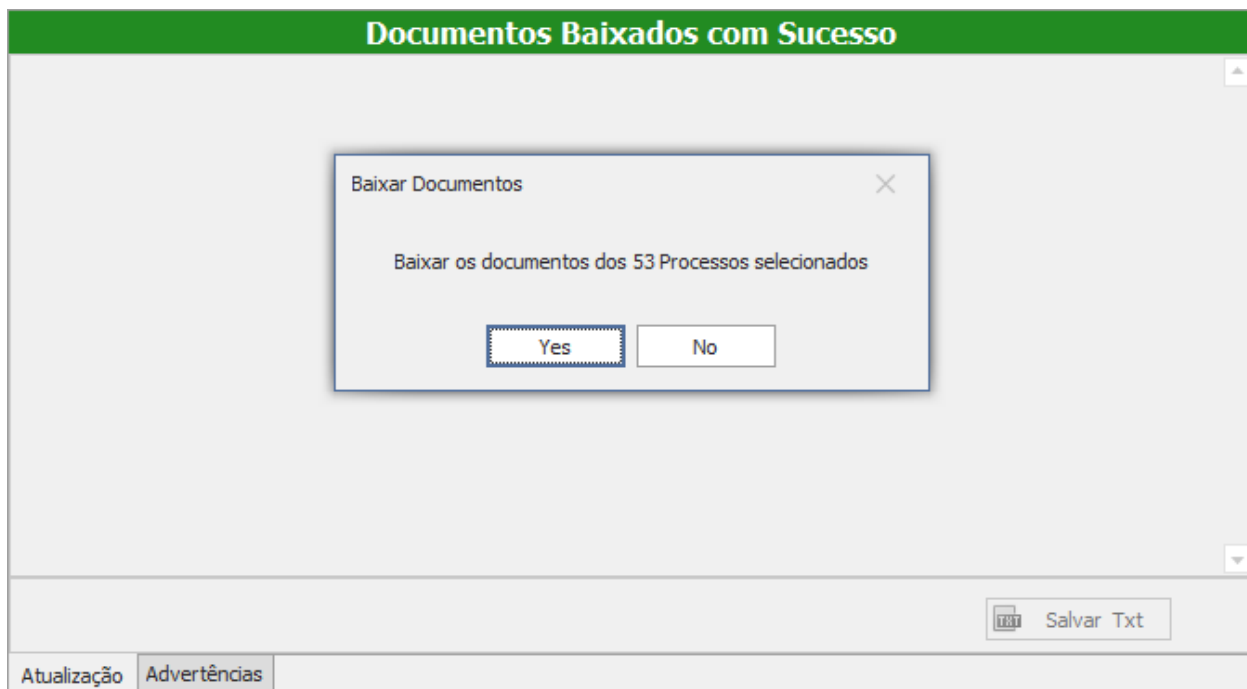 Documentos Baixados com Sucesso
Baixar Documentos
Baixar os documentos dos 53 Processos selecionados
Yes No
TXT Salvar Txt
Atualização Advertências